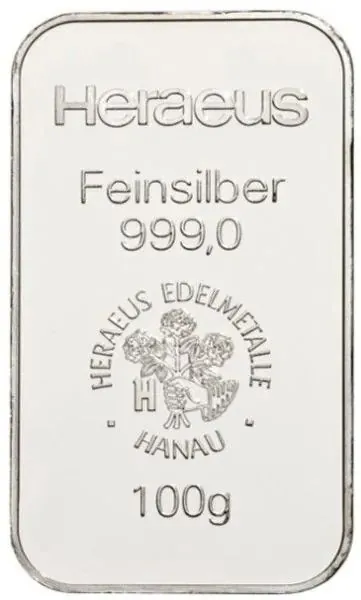 Heraeus
Feinsilber
999,0
HERAEUS EDELMETALLE
H
· HANAU ·
100g